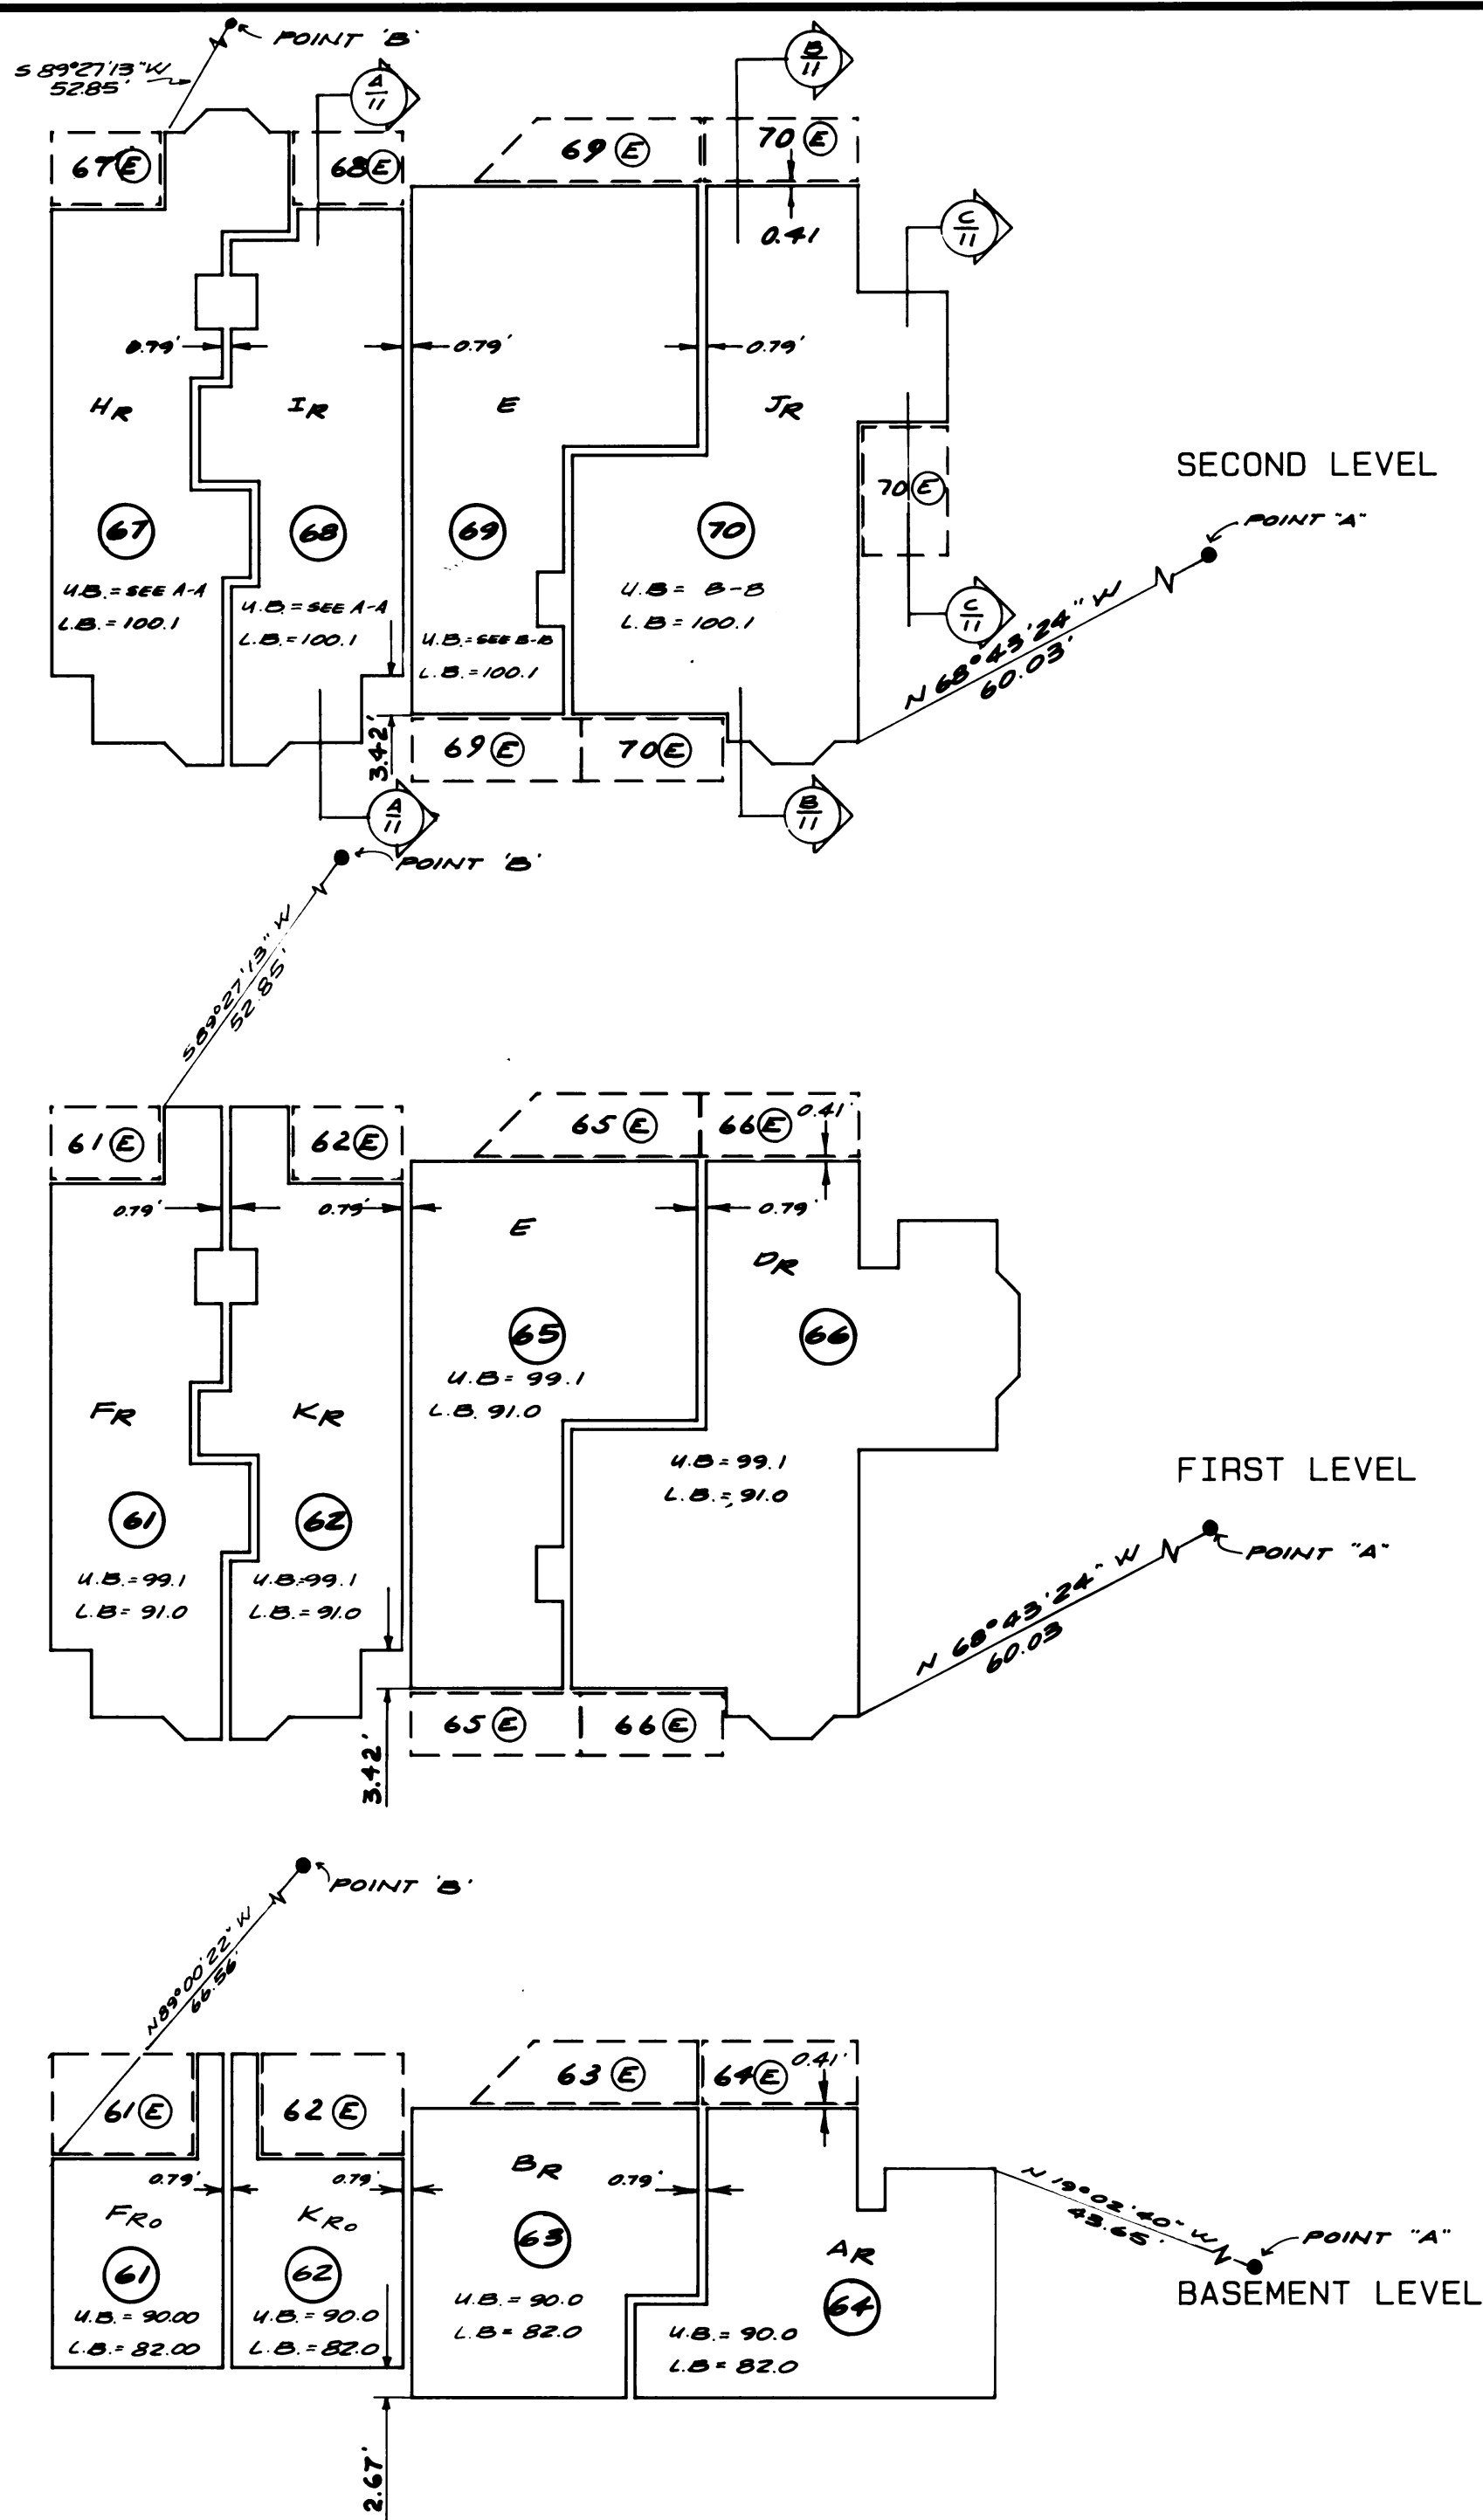 POINT 'B'
S 89°27'13" W
52.85'
A
11
B
11
67 E
68 E
69 E
70 E
0.41
C
11
0.79'
0.79'
0.79'
HR
IR
E
JR
70 E
SECOND LEVEL
POINT "A"
67
68
69
70
U.B. = SEE A-A
L.B. = 100.1
U.B. = SEE A-A
L.B. = 100.1
U.B. = SEE B-B
L.B. = 100.1
U.B = B-B
L.B = 100.1
C
11
N 68°43'24" W
60.03'
3.42'
69 E
70 E
A
11
B
11
POINT 'B'
S 89°27'13" W
52.85'
61 E
62 E
65 E
66 E
0.41'
0.79'
0.79'
0.79'
E
DR
65
66
U.B = 99.1
L.B. 91.0
FR
KR
U.B = 99.1
L.B. = 91.0
FIRST LEVEL
61
62
POINT "A"
U.B. = 99.1
L.B = 91.0
U.B.=99.1
L.B. = 91.0
N 68°43'24" W
60.03
65 E
66 E
3.42'
POINT 'B'
N 89°00'22" W
66.56'
61 E
62 E
63 E
64 E
0.41'
0.79'
0.79'
0.79'
BR
FRo
KRo
63
AR
N 19°02'40" W
43.65'
POINT "A"
BASEMENT LEVEL
61
62
64
U.B. = 90.00
L.B. = 82.00
U.B. = 90.0
L.B. = 82.0
U.B. = 90.0
L.B = 82.0
U.B. = 90.0
L.B = 82.0
2.67'